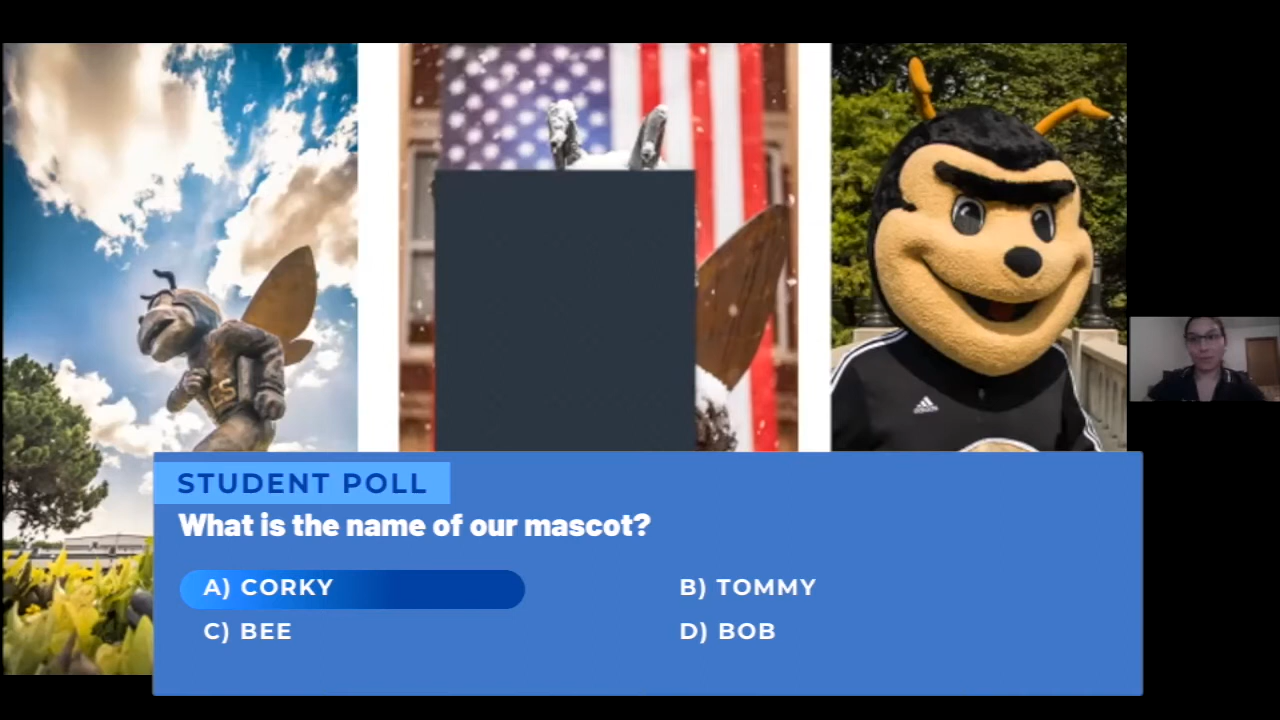 STUDENT POLL
What is the name of our mascot?
A) CORKY
B) TOMMY
C) BEE
D) BOB